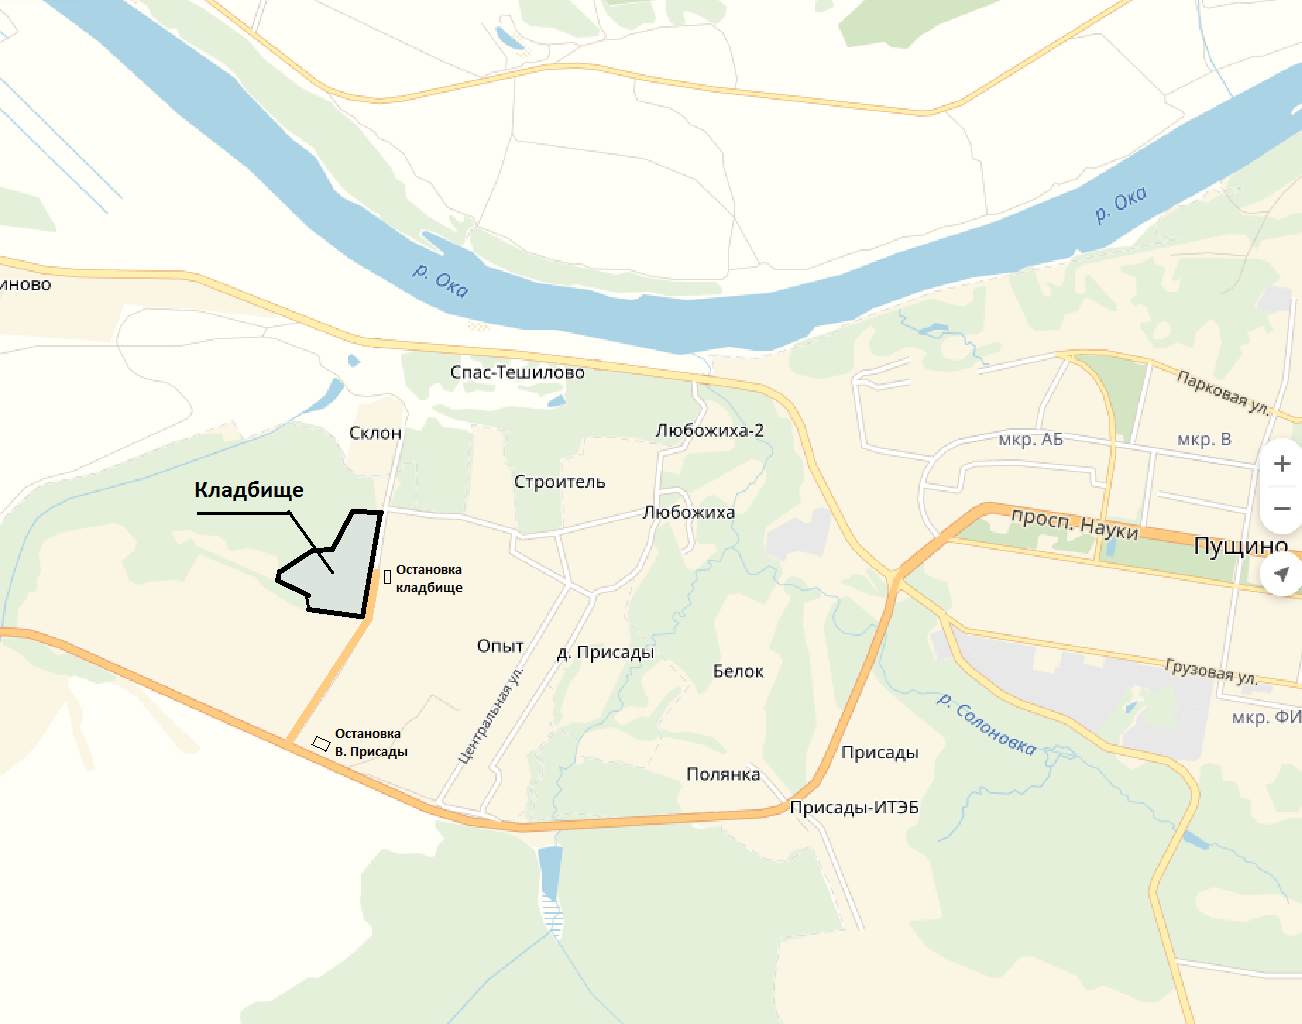 р. Ока
р. Ока
иново
Спас-Тешилово
Парковая ул.
Склон
Любожиха-2
мкр. АБ
мкр. В
+
Кладбище
Строитель
Любожиха
−
просп. Науки
Пущино
Остановка
кладбище
Опыт
д. Присады
Белок
Грузовая ул.
Центральная ул.
р. Солоновка
мкр. ФИ
Остановка
В. Присады
Полянка
Присады
Присады-ИТЭБ